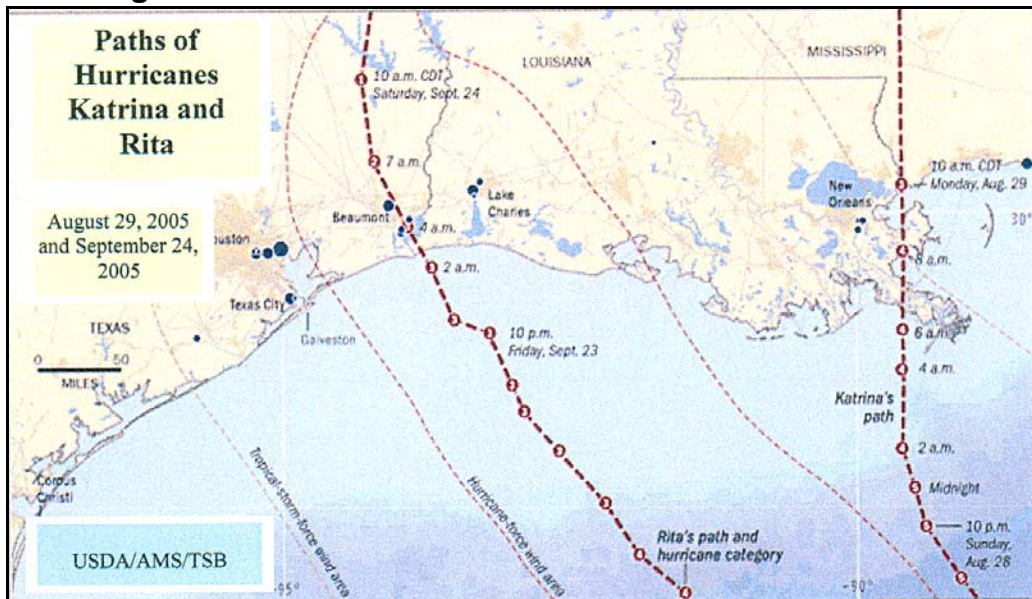 Paths of
Hurricanes
Katrina and
Rita
August 29, 2005
and September 24,
2005
LOUISIANA
MISSISSIPPI
10 a.m. CDT
Saturday, Sept. 24
7 a.m.
10 a.m. CDT
Monday, Aug. 29
New
Orleans
Lake
Charles
Beaumont
4 a.m.
30°
ouston
2 a.m.
8 a.m.
Texas City
TEXAS
Galveston
10 p.m.
Friday, Sept. 23
6 a.m.
0 50
MILES
4 a.m.
Katrina's
path
2 a.m.
Corpus
Christi
Tropical-storm-force wind area
Hurricane-force wind area
Midnight
Rita's path and
hurricane category
10 p.m.
Sunday,
Aug. 28
USDA/AMS/TSB
-95°
-90°